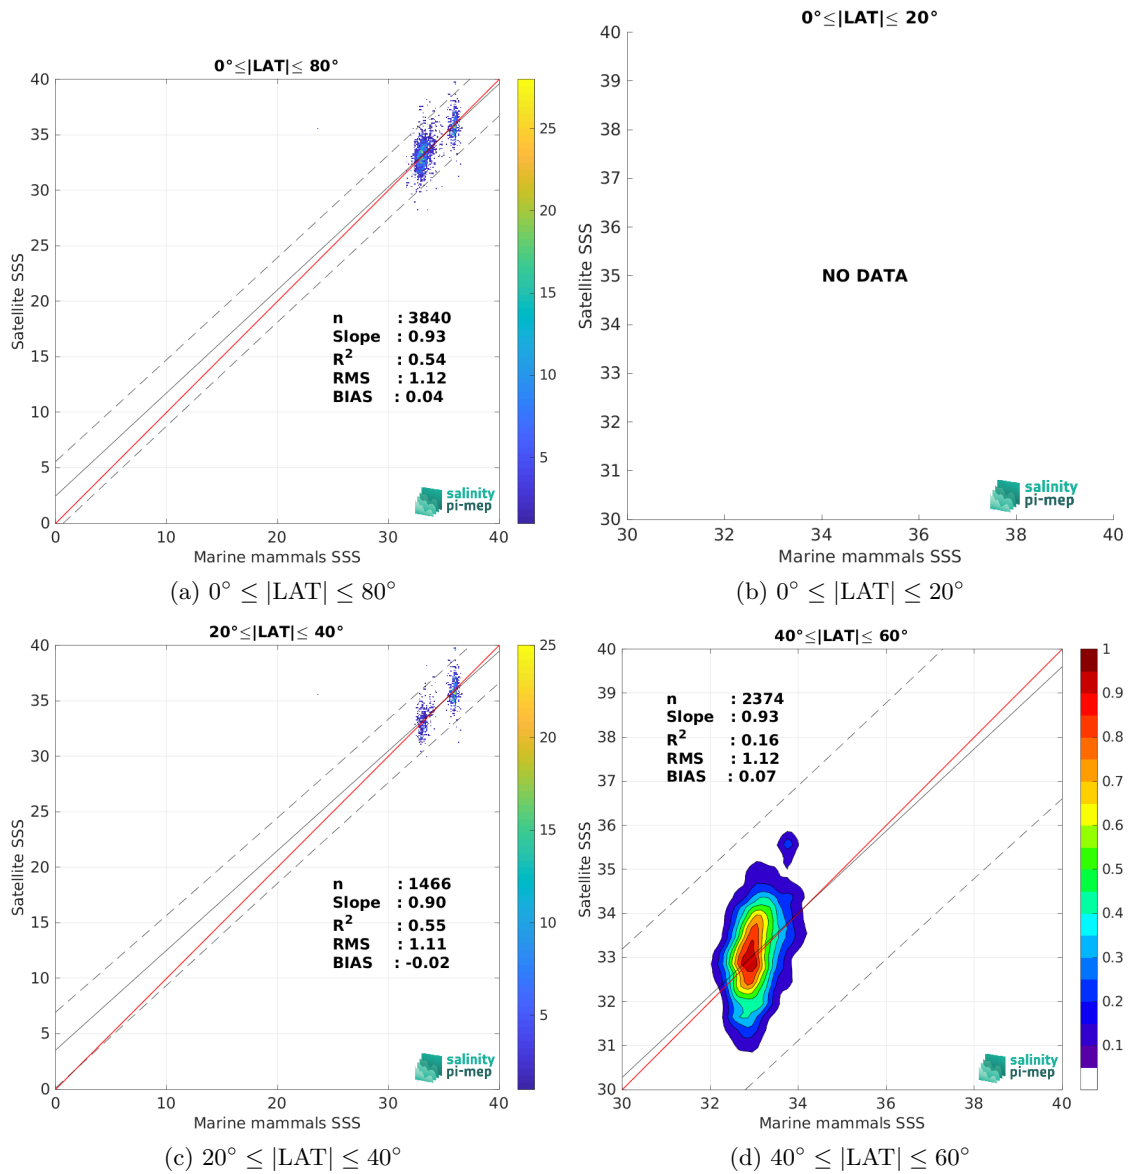 0°≤|LAT|≤ 80°
40
35
30
25
20
15
10
5
0
0
10
20
30
40
Satellite SSS
Marine mammals SSS
n : 3840
Slope : 0.93
R² : 0.54
RMS : 1.12
BIAS : 0.04
salinity
pi-mep
25
20
15
10
5
(a) 0° ≤ |LAT| ≤ 80°
0°≤|LAT|≤ 20°
40
39
38
37
36
35
34
33
32
31
30
30
32
34
36
38
40
Satellite SSS
Marine mammals SSS
NO DATA
salinity
pi-mep
(b) 0° ≤ |LAT| ≤ 20°
20°≤|LAT|≤ 40°
40
35
30
25
20
15
10
5
0
0
10
20
30
40
Satellite SSS
Marine mammals SSS
n : 1466
Slope : 0.90
R² : 0.55
RMS : 1.11
BIAS : -0.02
salinity
pi-mep
25
20
15
10
5
(c) 20° ≤ |LAT| ≤ 40°
40°≤|LAT|≤ 60°
40
39
38
37
36
35
34
33
32
31
30
30
32
34
36
38
40
Satellite SSS
Marine mammals SSS
n : 2374
Slope : 0.93
R² : 0.16
RMS : 1.12
BIAS : 0.07
salinity
pi-mep
1
0.9
0.8
0.7
0.6
0.5
0.4
0.3
0.2
0.1
(d) 40° ≤ |LAT| ≤ 60°